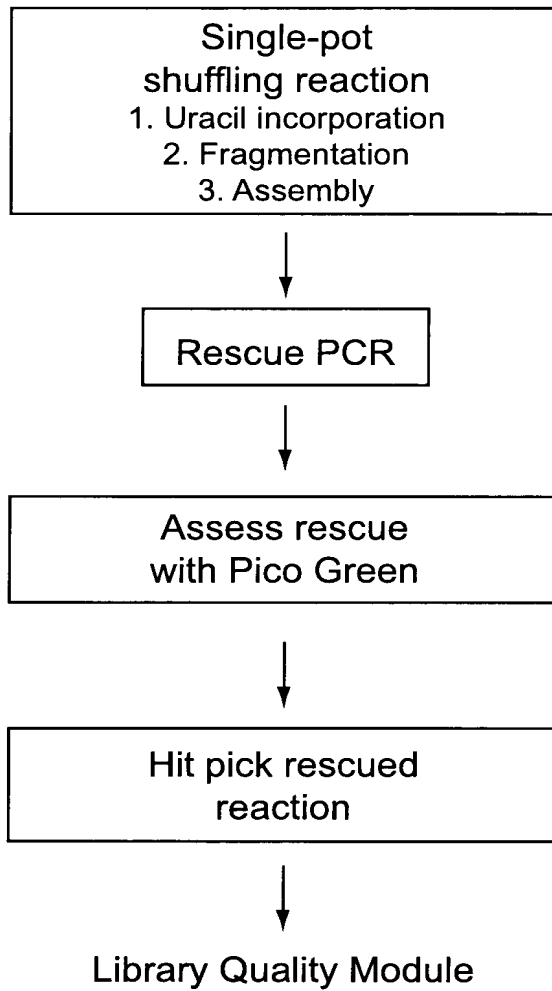 Single-pot
shuffling reaction
1. Uracil incorporation
2. Fragmentation
3. Assembly
Rescue PCR
Assess rescue
with Pico Green
Hit pick rescued
reaction
Library Quality Module